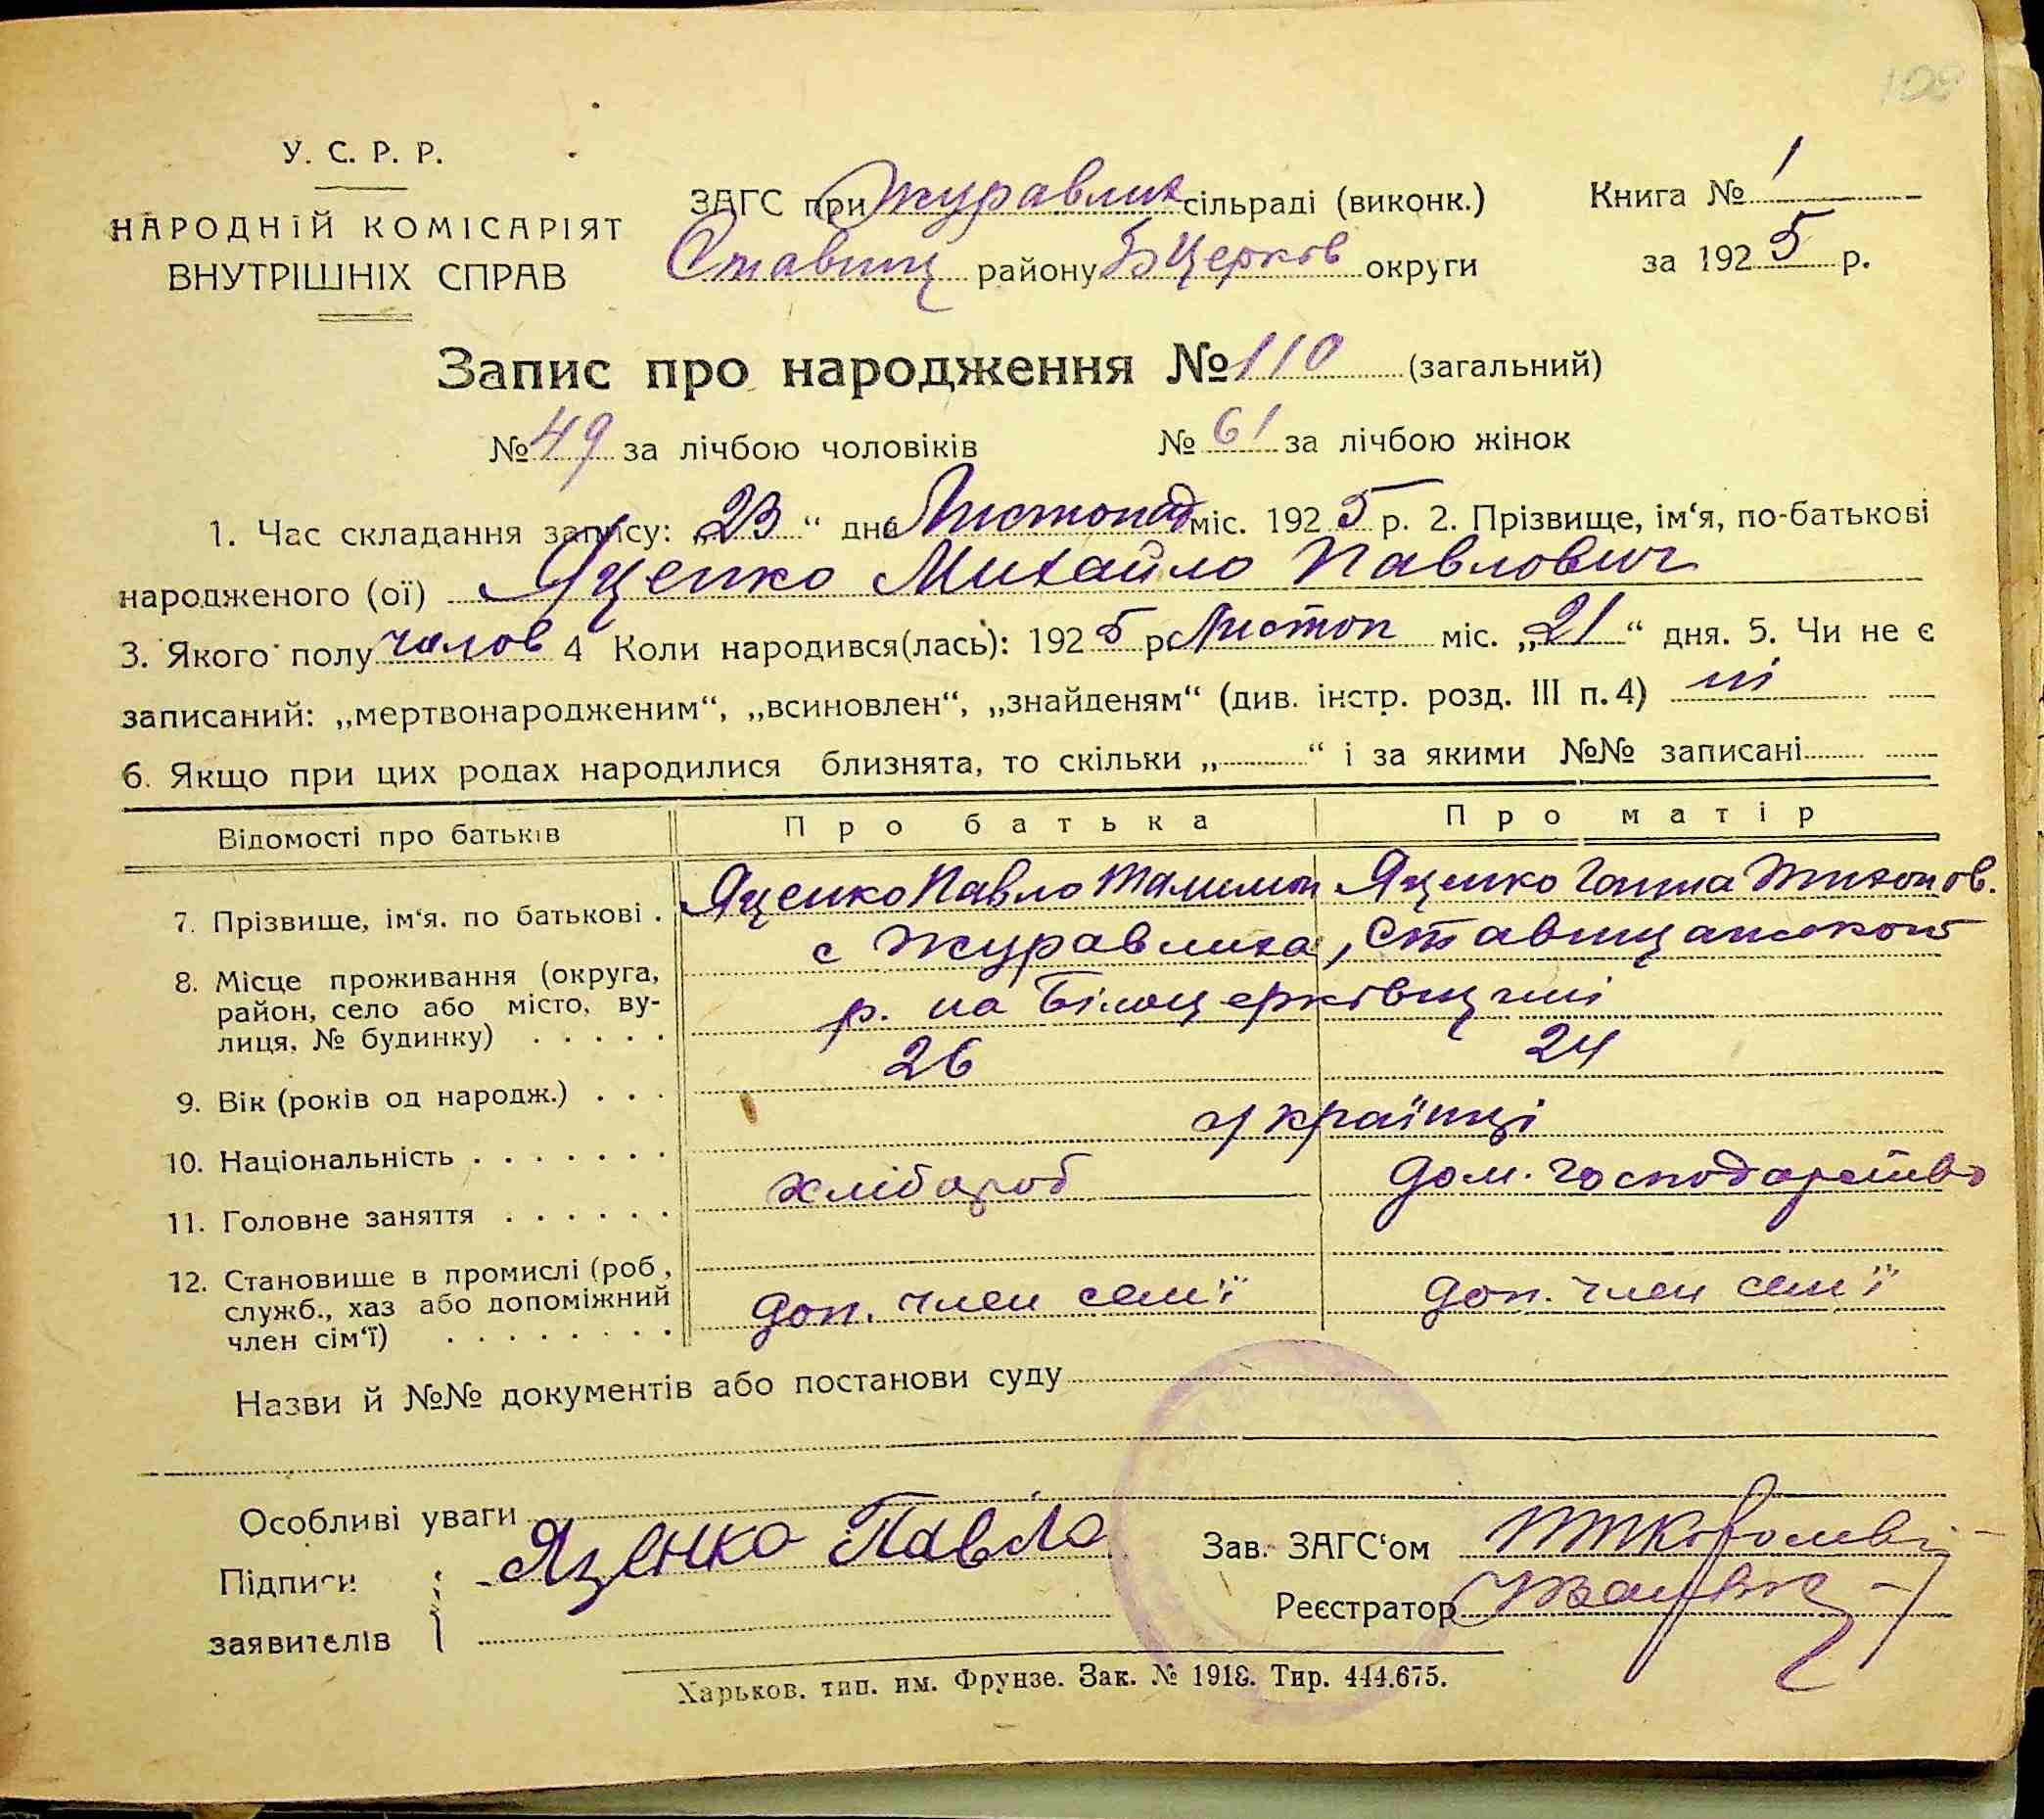 108
У. С. Р. Р.
НАРОДНІЙ КОМІСАРІЯТ
ВНУТРІШНІХ СПРАВ
ЗАГС при Журавлих сільраді (виконк.)
Ставищ району БЦерков округи
Книга № 1
за 1925 р.
Запис про народження № 110 (загальний)
№ 49 за лічбою чоловіків № 61 за лічбою жінок
1. Час складання запису: „23“ дня Листопад міс. 1925 р. 2. Прізвище, ім‘я, по-батькові
народженого (ої) Яценко Михайло Павлович
3. Якого полу чолов 4 Коли народився(лась): 1925 р Листоп міс. „21“ дня. 5. Чи не є
записаний: „мертвонародженим“, „всиновлен“, „знайденям“ (див. інстр. розд. III п. 4) ні
6. Якщо при цих родах народилися близнята, то скільки „ “ і за якими №№ записані
Відомості про батьків Про батька Про матір
7. Прізвище, ім‘я. по батькові . Яценко Павло Яценко Ганна Тихонов.
8. Місце проживання (округа, с Журавлиха, Ставищанського
район, село або місто, ву- р. на Білоцерківщині
лиця, № будинку) . . . . .
9. Вік (років од народж.) . . . 26 24
10. Національність . . . . . . . Українці
11. Головне заняття . . . . . . хлібороб дом. господарство
12. Становище в промислі (роб,
служб., хаз або допоміжний доп. член сем'ї доп. член сем'ї
член сім‘ї) . . . . . . . .
Назви й №№ документів або постанови суду
Особливі уваги
Підписи Яценко Павло
заявителів
Зав. ЗАГС‘ом
Реєстратор
Харьков. тип. им. Фрунзе. Зак. № 1918. Тир. 444.675.